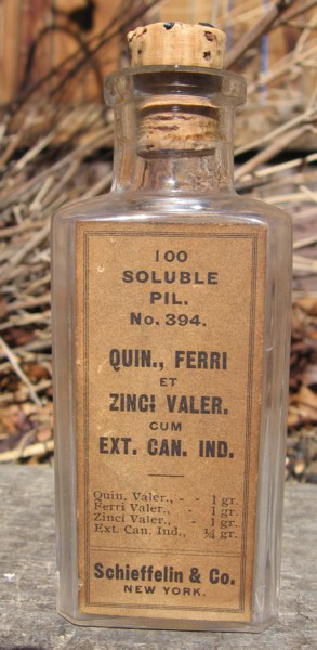 100
SOLUBLE
PIL.
No. 394.
QUIN., FERRI
ET
ZINCI VALER.
CUM
EXT. CAN. IND.
Quin. Valer., - - 1 gr.
Ferri Valer., - 1 gr.
Zinci Valer., - 1 gr.
Ext. Can. Ind., ¾ gr.
Schieffelin & Co.
NEW YORK.